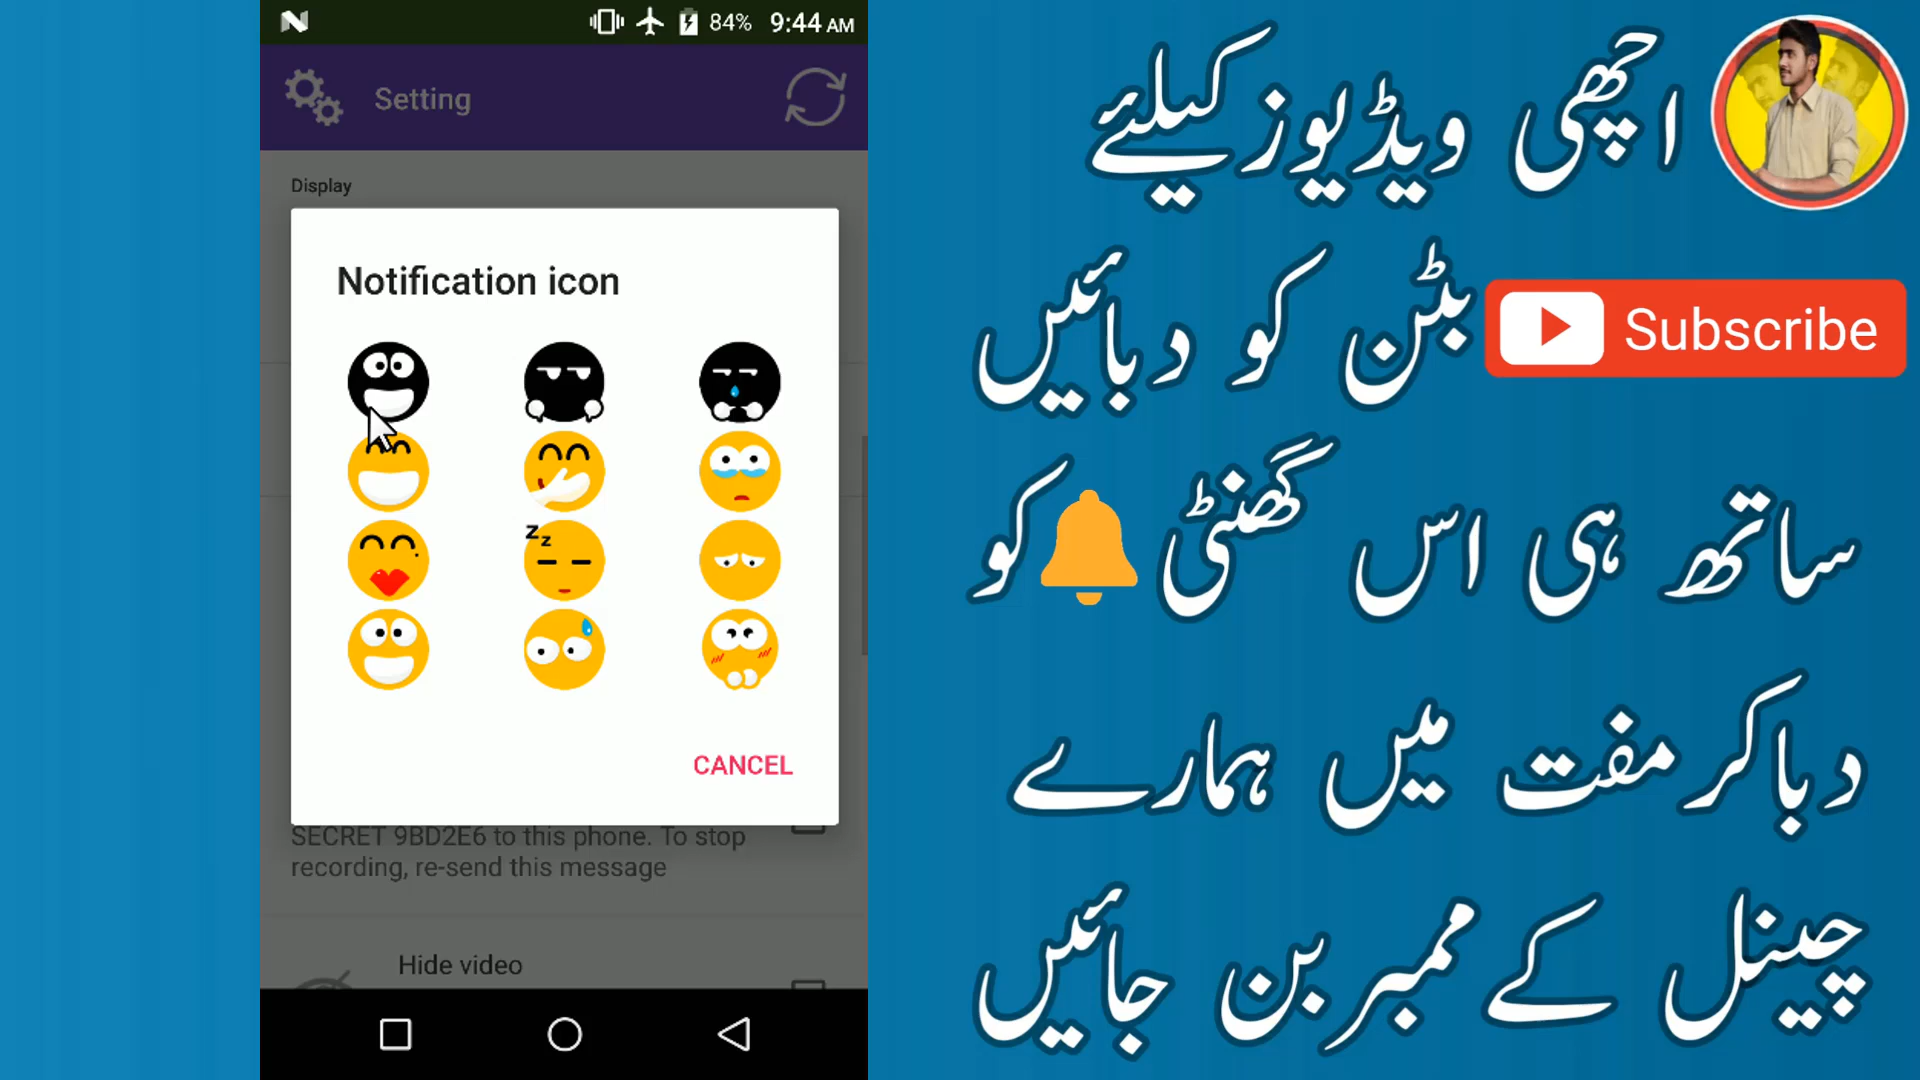 84% 9:44 AM
Setting
Display
Notification icon
z z
CANCEL
SECRET 9BD2E6 to this phone. To stop
recording, re-send this message
Hide video
اچھی ویڈیوز کیلئے
Subscribe بٹن کو دبائیں
ساتھ ہی اس گھنٹی کو
دبا کر مفت میں ہمارے
چینل کے ممبر بن جائیں